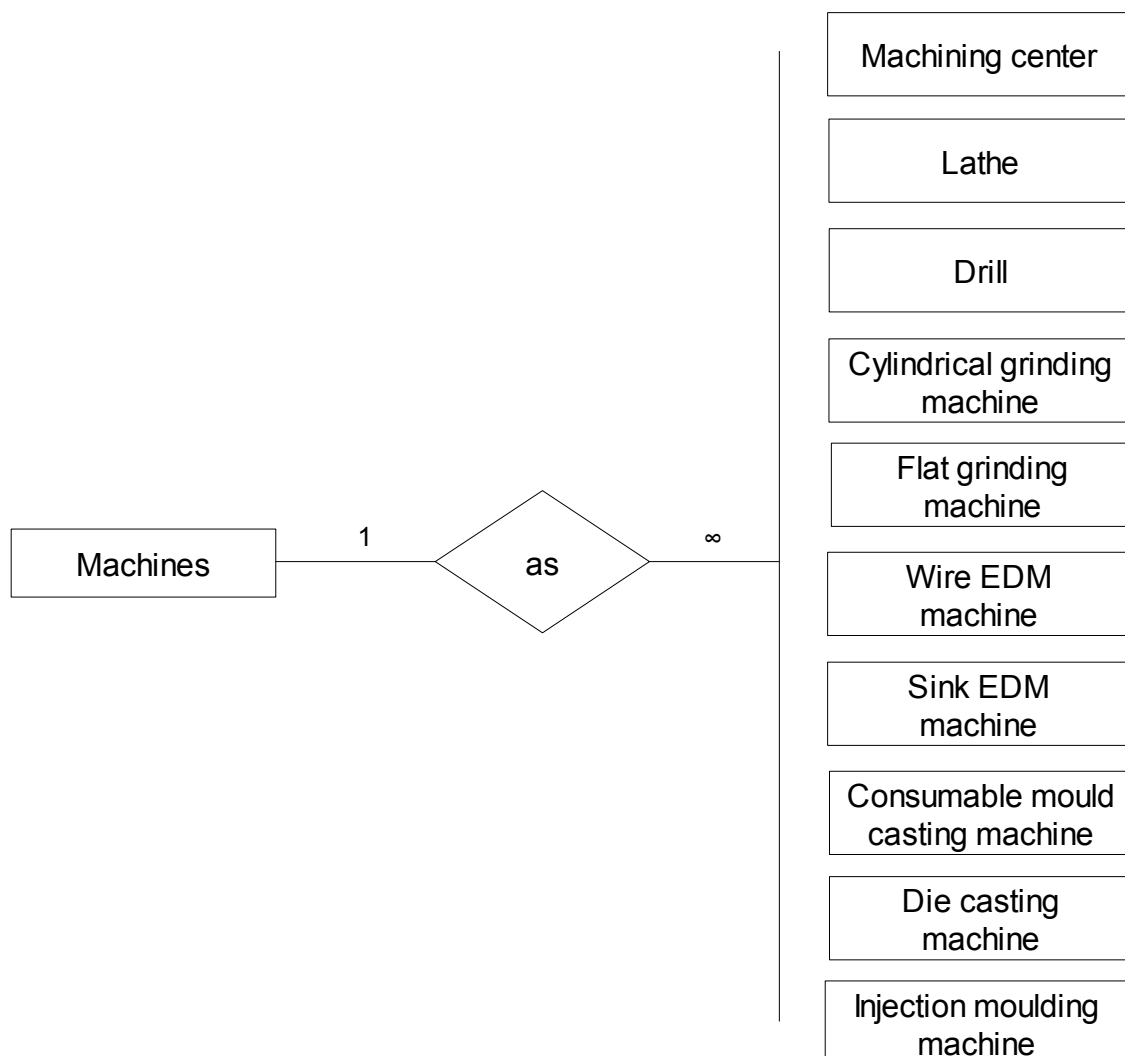 Machining center
Lathe
Drill
Cylindrical grinding
machine
Flat grinding
machine
Machines
1
as
∞
Wire EDM
machine
Sink EDM
machine
Consumable mould
casting machine
Die casting
machine
Injection moulding
machine